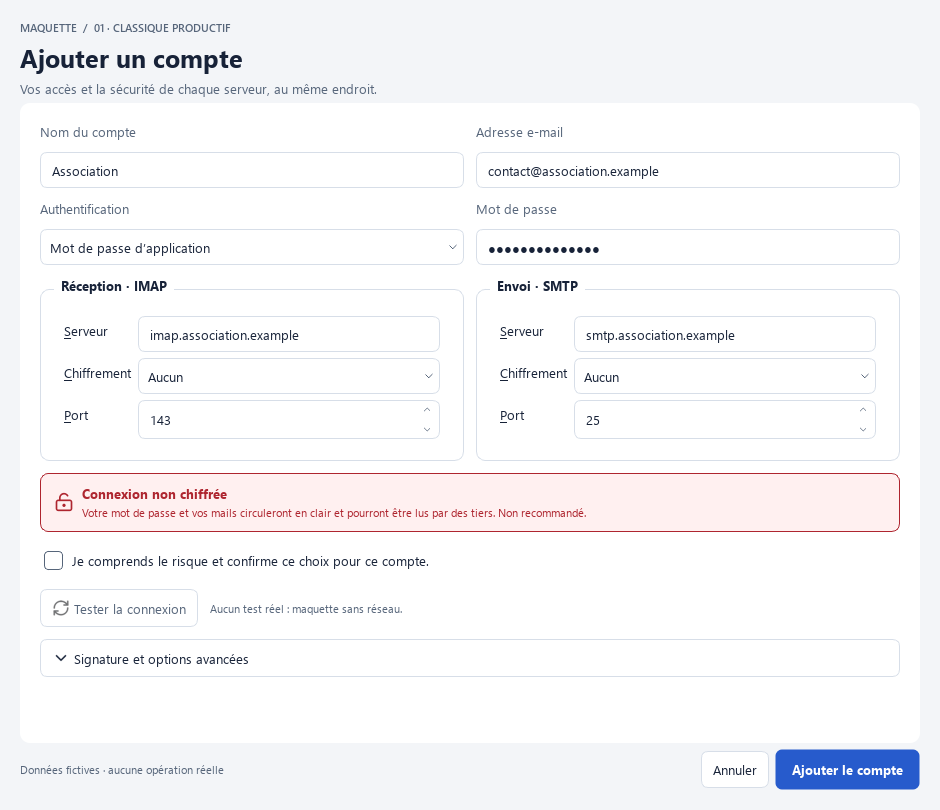 MAQUETTE / 01 · CLASSIQUE PRODUCTIF
Ajouter un compte
Vos accès et la sécurité de chaque serveur, au même endroit.
Nom du compte
Adresse e-mail
Association
contact@association.example
Authentification
Mot de passe
Mot de passe d'application
●●●●●●●●●●●●●●
Réception · IMAP
Envoi · SMTP
Serveur
imap.association.example
Serveur
smtp.association.example
Chiffrement
Aucun
Chiffrement
Aucun
Port
143
Port
25
Connexion non chiffrée
Votre mot de passe et vos mails circuleront en clair et pourront être lus par des tiers. Non recommandé.
Je comprends le risque et confirme ce choix pour ce compte.
Tester la connexion
Aucun test réel : maquette sans réseau.
Signature et options avancées
Données fictives · aucune opération réelle
Annuler
Ajouter le compte